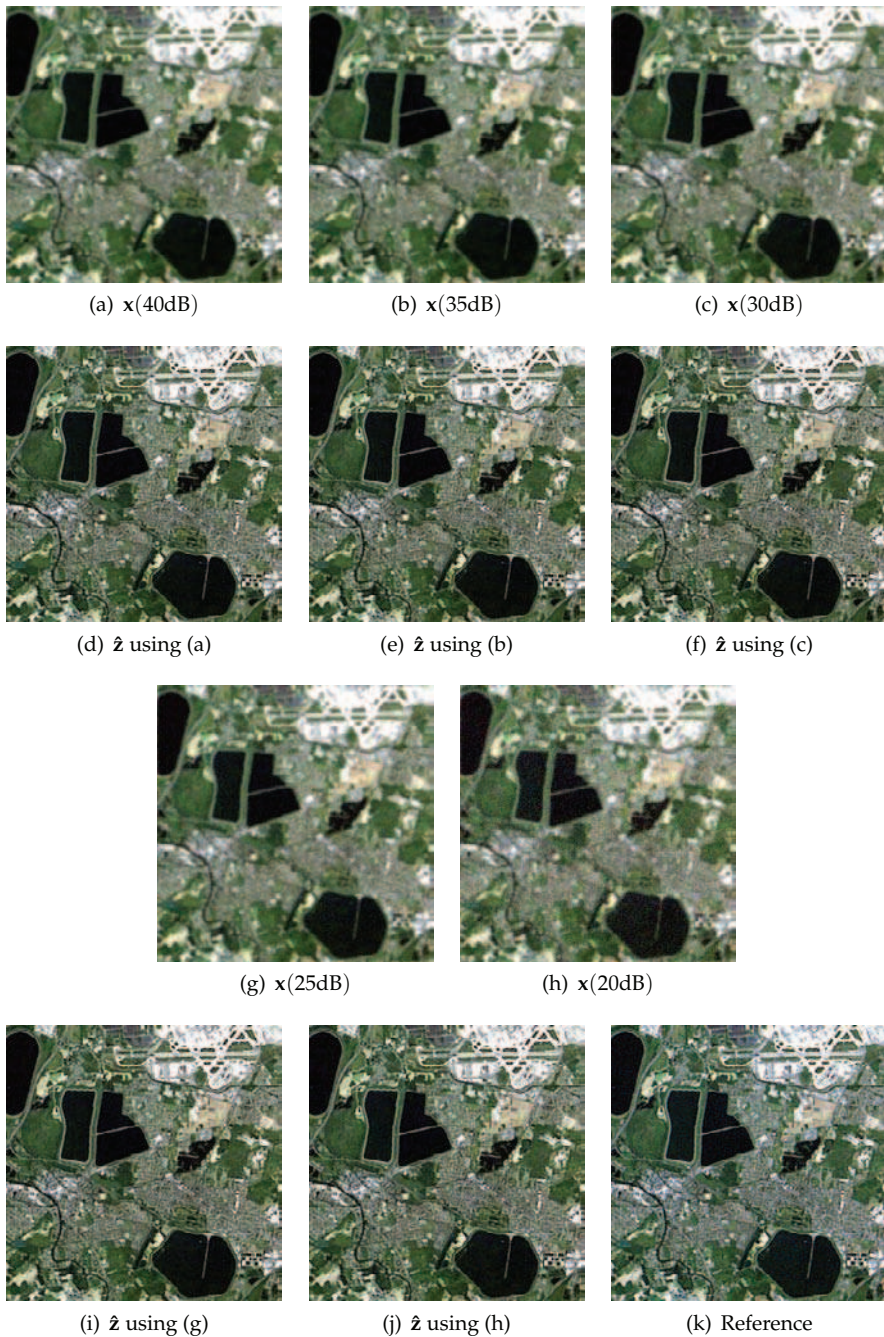 (a) x(40dB)
(b) x(35dB)
(c) x(30dB)
(d) ẑ using (a)
(e) ẑ using (b)
(f) ẑ using (c)
(g) x(25dB)
(h) x(20dB)
(i) ẑ using (g)
(j) ẑ using (h)
(k) Reference